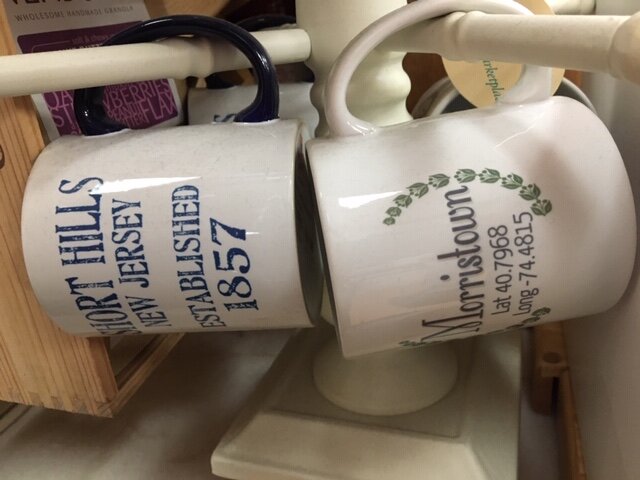 WHOLESOME HANDMADE GRANOLA
SHORT HILLS
NEW JERSEY
ESTABLISHED
1857
Morristown
Lat 40.7968
Long -74.4815